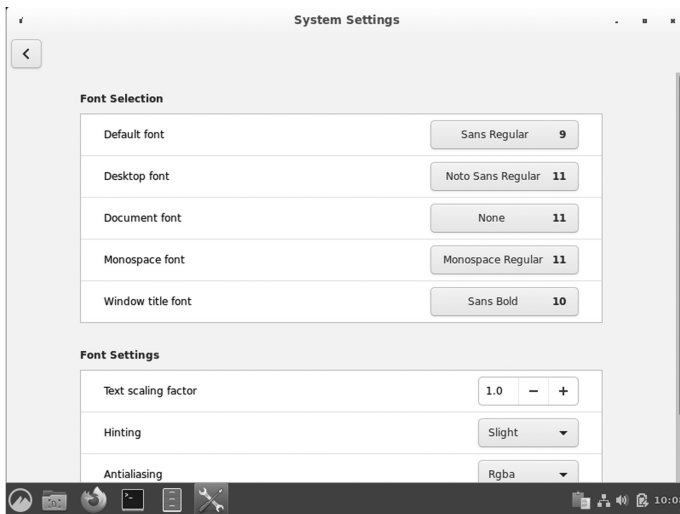 System Settings
Font Selection
Default font Sans Regular 9
Desktop font Noto Sans Regular 11
Document font None 11
Monospace font Monospace Regular 11
Window title font Sans Bold 10
Font Settings
Text scaling factor 1.0 − +
Hinting Slight
Antialiasing Rgba